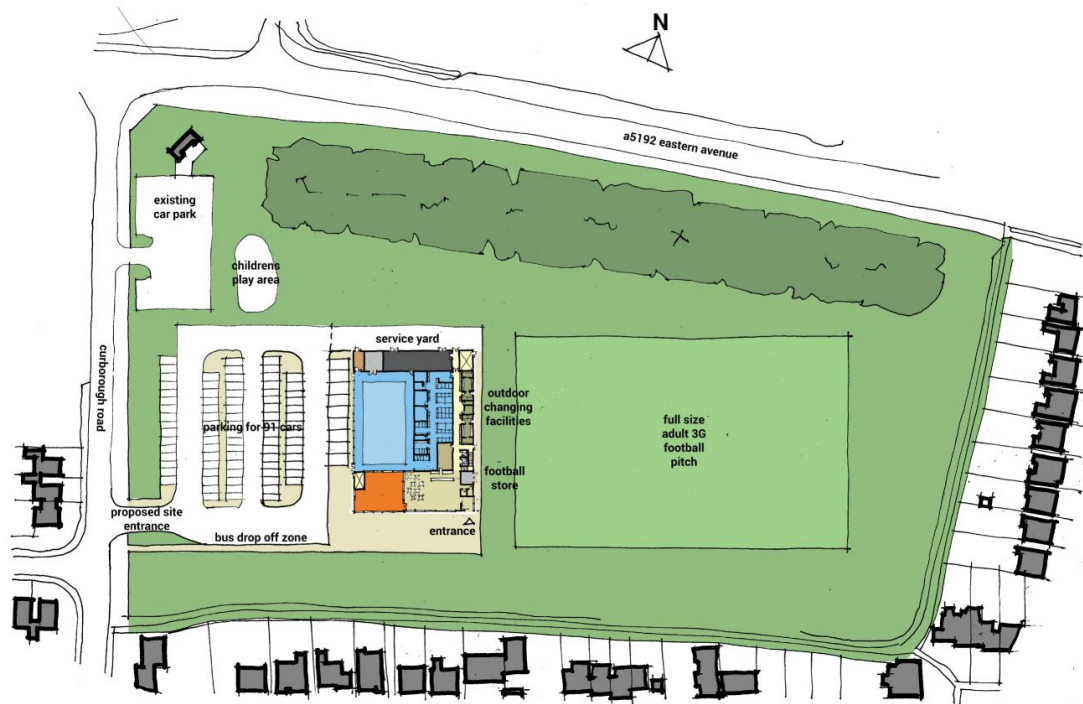 N
a5192 eastern avenue
existing
car park
childrens
play area
curborough road
service yard
outdoor
changing
facilities
parking for 91 cars
full size
adult 3G
football
pitch
football
store
proposed site
entrance
bus drop off zone
entrance